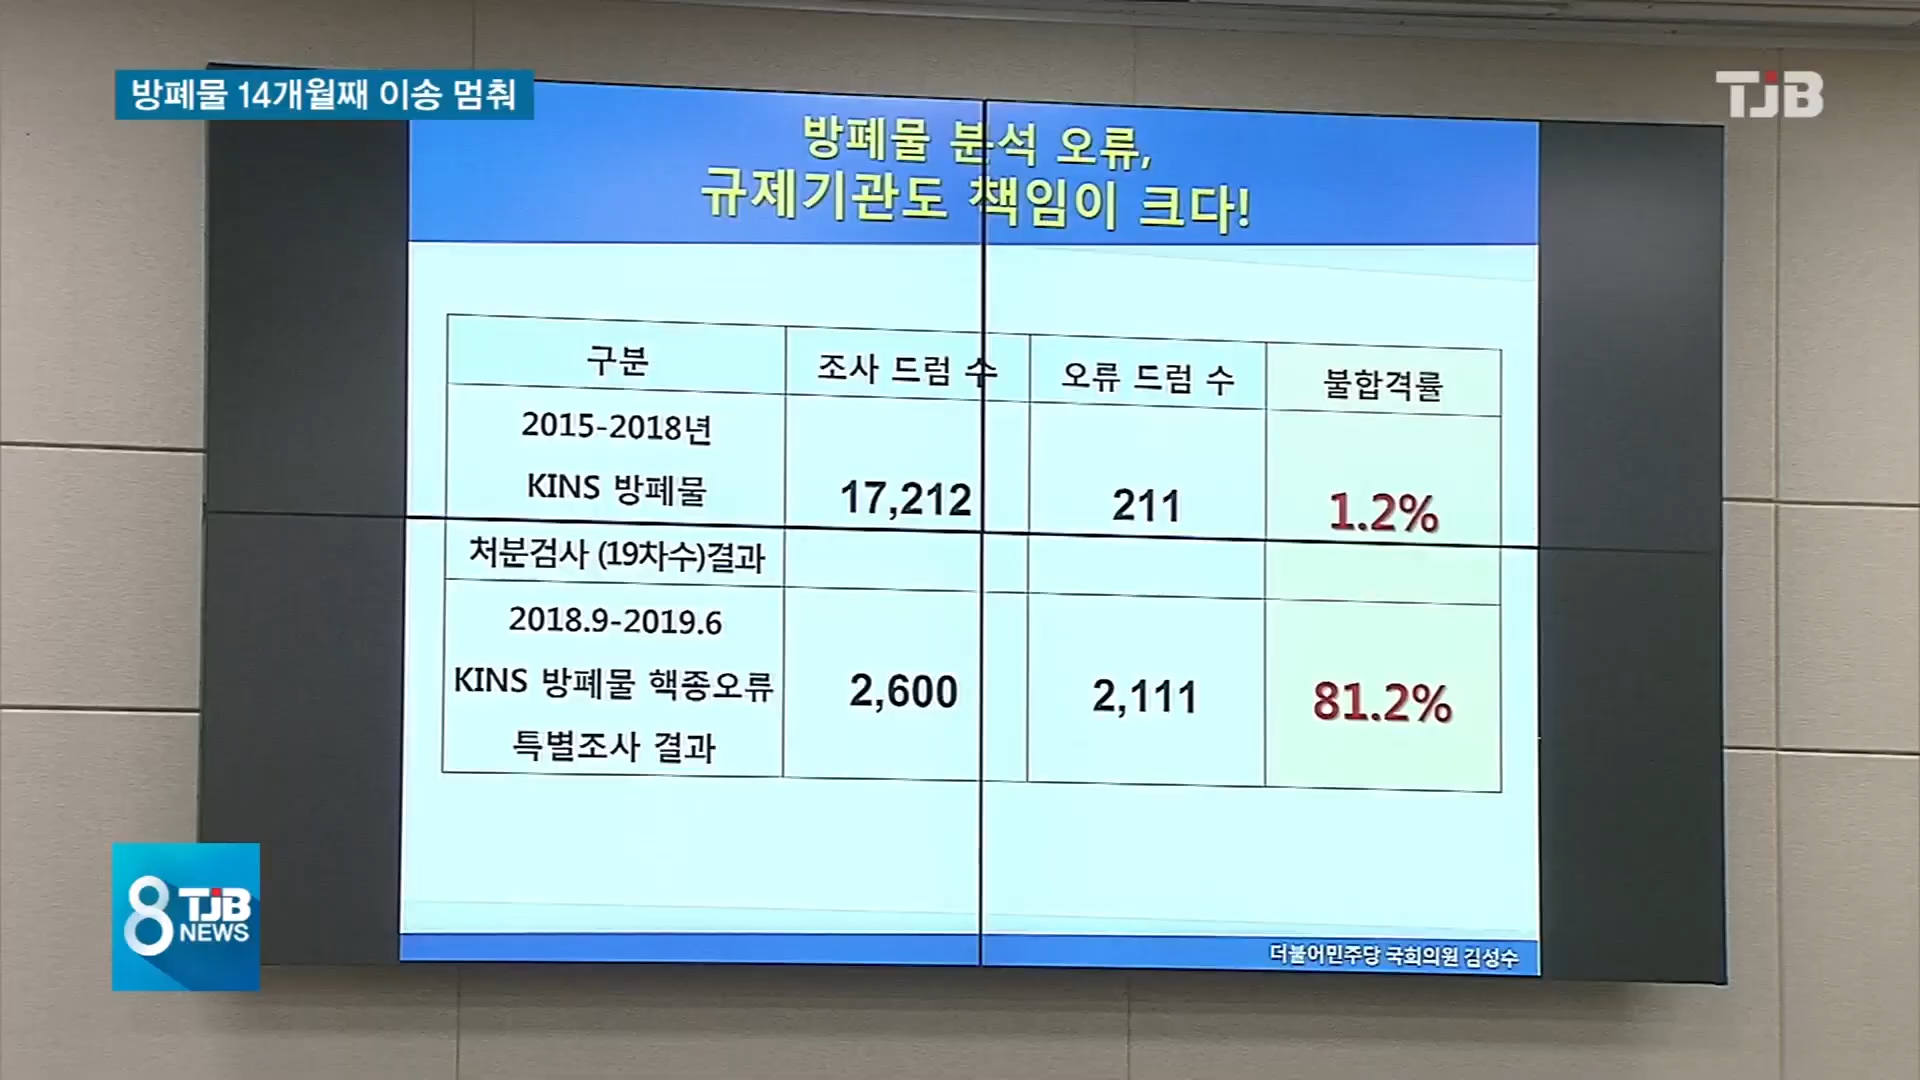 방폐물 14개월째 이송 멈춰
TJB
방폐물 분석 오류,
규제기관도 책임이 크다!
구분 조사 드럼 수 오류 드럼 수 불합격률
2015-2018년
KINS 방폐물
처분검사 (19차수)결과
17,212 211 1.2%
2018.9-2019.6
KINS 방폐물 핵종오류
특별조사 결과
2,600 2,111 81.2%
더불어민주당 국회의원 김성수
8 TJB
NEWS